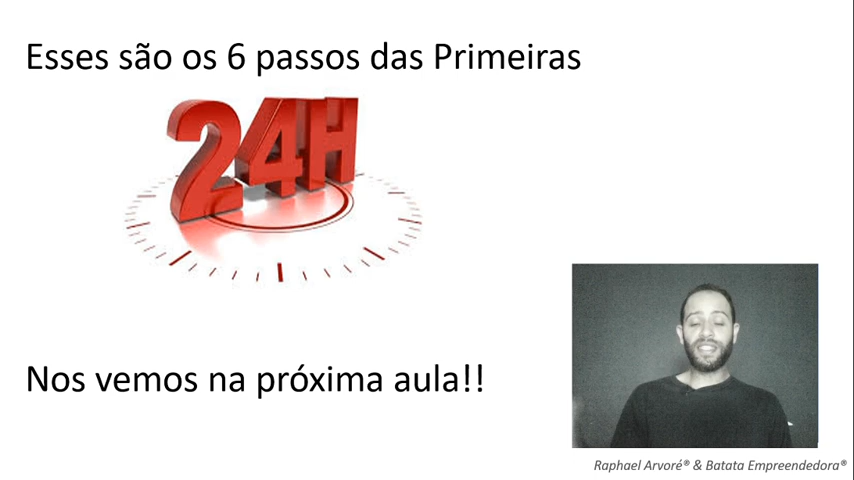 Esses são os 6 passos das Primeiras
24H
Nos vemos na próxima aula!!
Raphael Arvoré® & Batata Empreendedora®